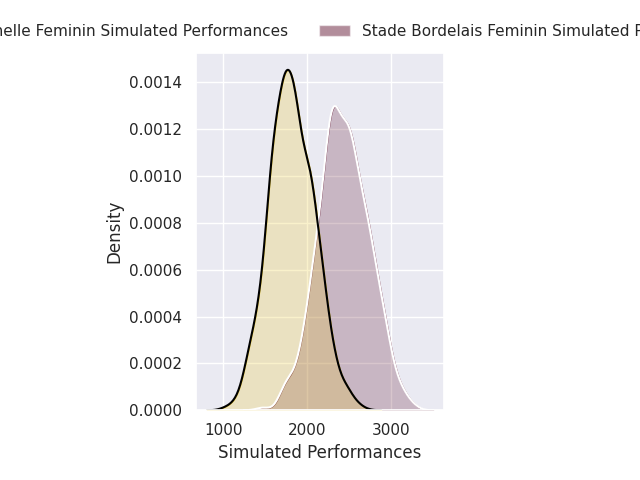 Feminin Simulated Performances
Stade Bordelais Feminin Simulated
0.0014
0.0012
0.0010
0.0008
0.0006
0.0004
0.0002
0.0000
Density
1000 2000 3000
Simulated Performances